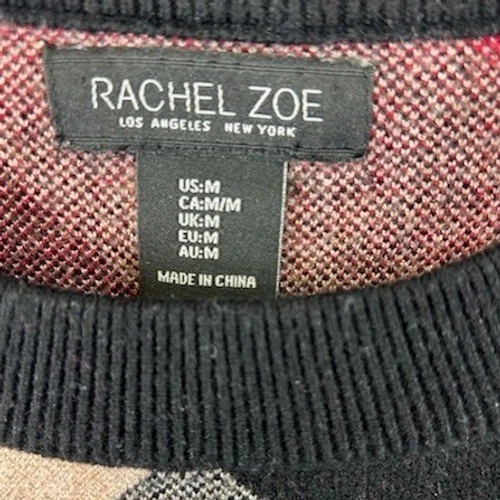 RACHEL ZOE
LOS ANGELES NEW YORK
US:M
CA:M/M
UK:M
EU:M
AU:M
MADE IN CHINA